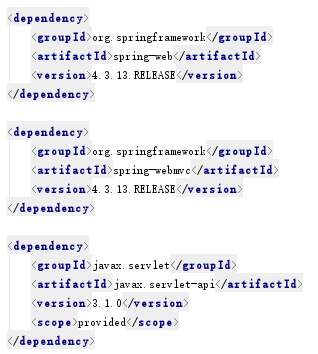 <dependency>
<groupId>org.springframework</groupId>
<artifactId>spring-web</artifactId>
<version>4.3.13.RELEASE</version>
</dependency>
<dependency>
<groupId>org.springframework</groupId>
<artifactId>spring-webmvc</artifactId>
<version>4.3.13.RELEASE</version>
</dependency>
<dependency>
<groupId>javax.servlet</groupId>
<artifactId>javax.servlet-api</artifactId>
<version>3.1.0</version>
<scope>provided</scope>
</dependency>